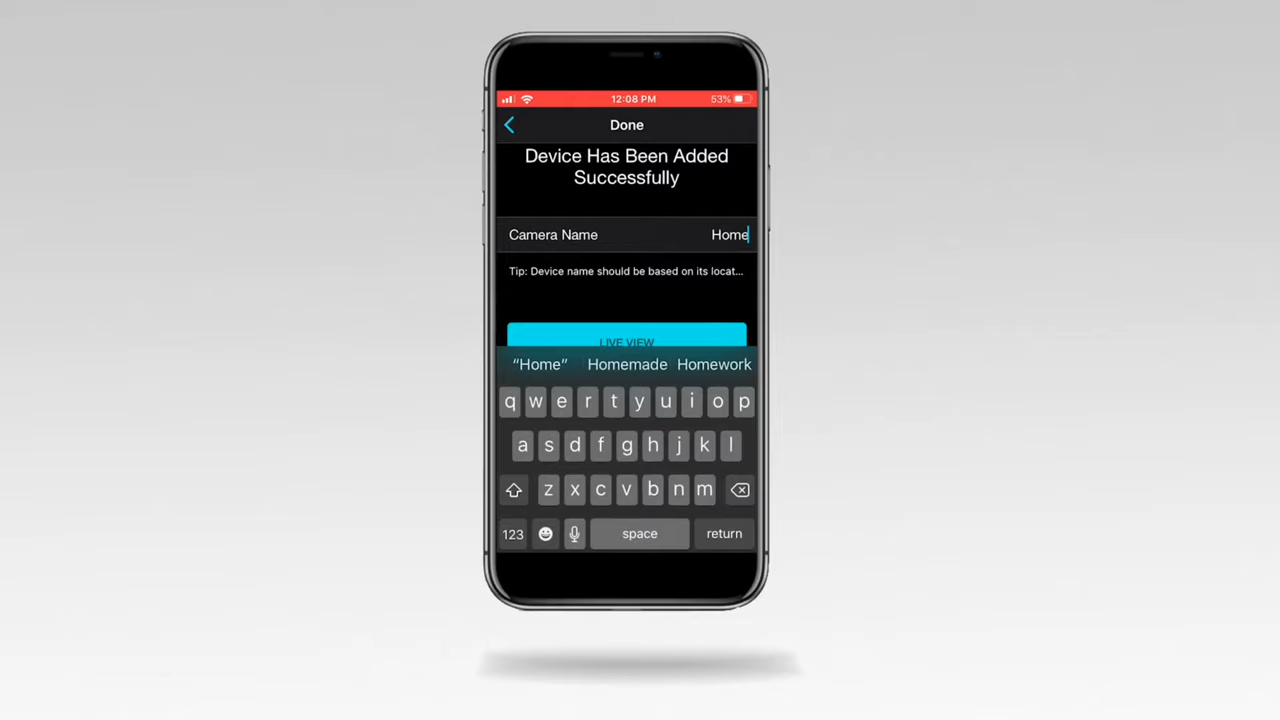 12:08 PM
53%
Done
Device Has Been Added
Successfully
Camera Name Home
Tip: Device name should be based on its locat...
LIVE VIEW
“Home” Homemade Homework
q w e r t y u i o p
a s d f g h j k l
z x c v b n m
123 space return